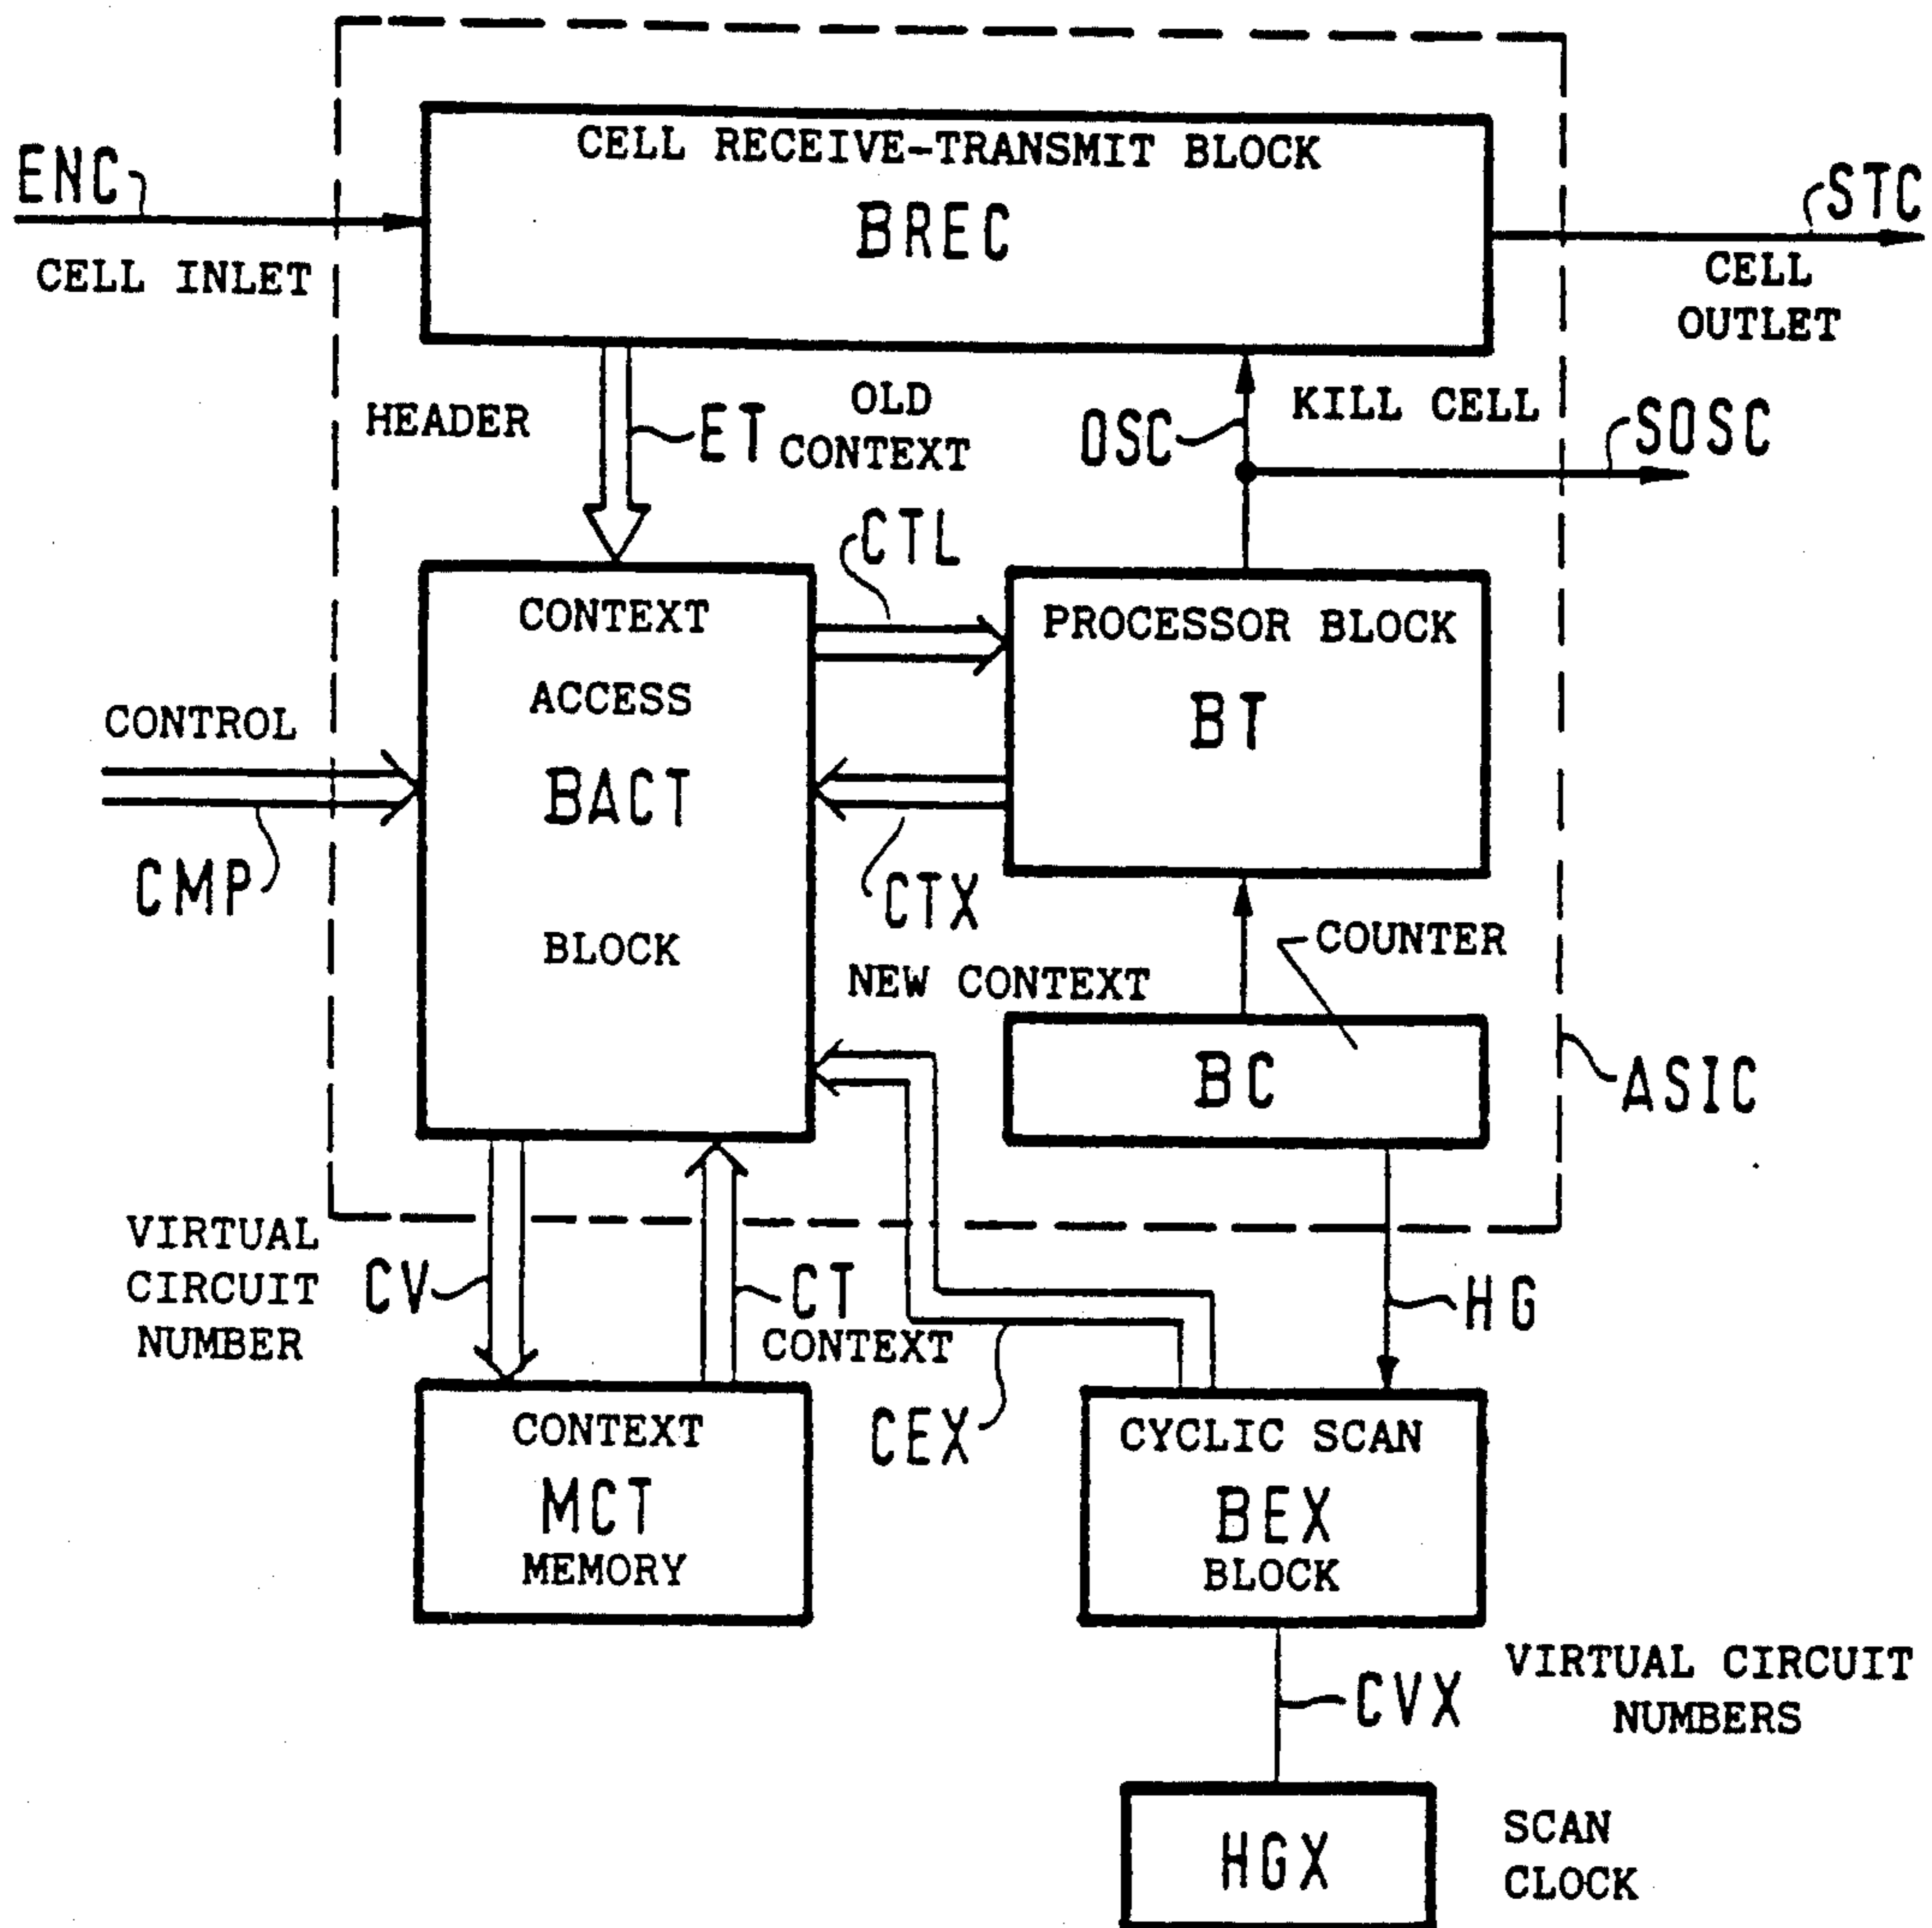 CELL RECEIVE-TRANSMIT BLOCK
BREC
ENC
CELL INLET
STC
CELL
OUTLET
HEADER
ET
OLD
CONTEXT
OSC
KILL CELL
SOSC
CTL
CONTEXT
ACCESS
BACT
BLOCK
PROCESSOR BLOCK
BT
CONTROL
CMP
CTX
NEW CONTEXT
COUNTER
BC
ASIC
VIRTUAL
CIRCUIT
NUMBER
CV
CT
CONTEXT
HG
CEX
CONTEXT
MCT
MEMORY
CYCLIC SCAN
BEX
BLOCK
CVX
VIRTUAL CIRCUIT
NUMBERS
HGX
SCAN
CLOCK